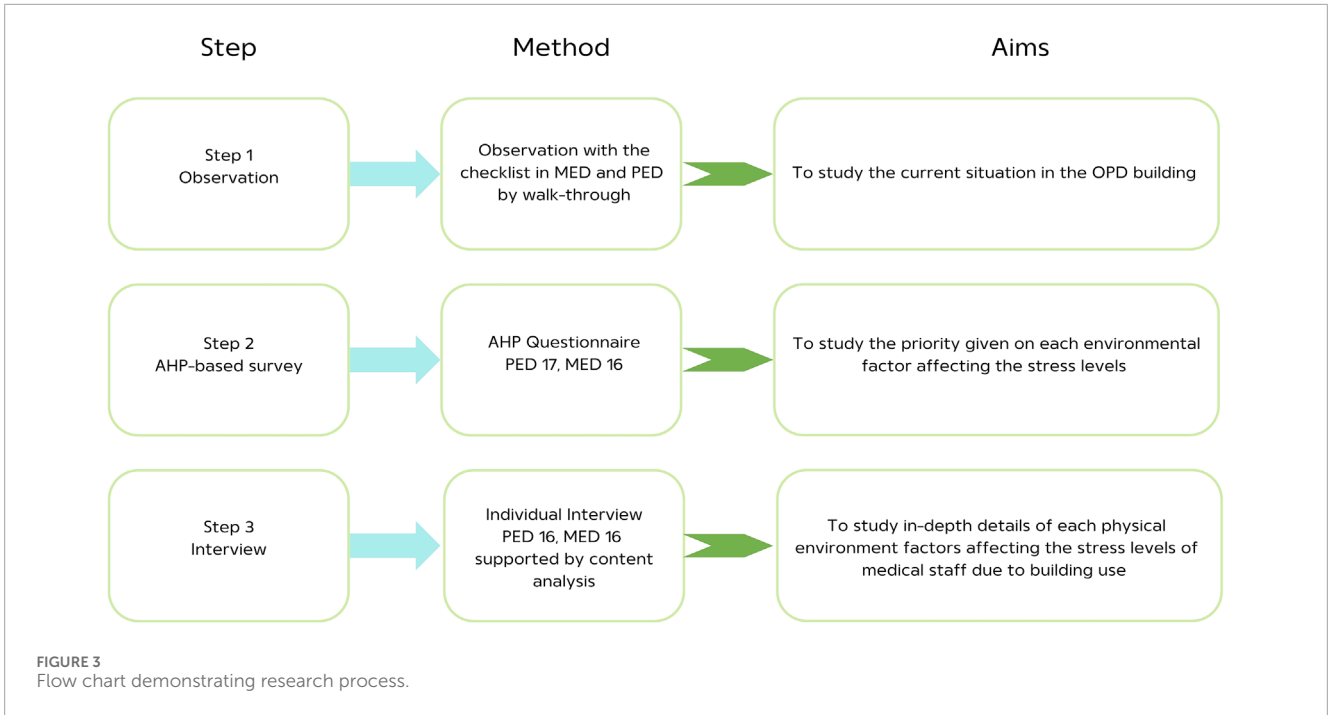 Step
Method
Aims
Step 1
Observation
Observation with the
checklist in MED and PED
by walk-through
To study the current situation in the OPD building
Step 2
AHP-based survey
AHP Questionnaire
PED 17, MED 16
To study the priority given on each environmental
factor affecting the stress levels
Step 3
Interview
Individual Interview
PED 16, MED 16
supported by content
analysis
To study in-depth details of each physical
environment factors affecting the stress levels of
medical staff due to building use
FIGURE 3
Flow chart demonstrating research process.